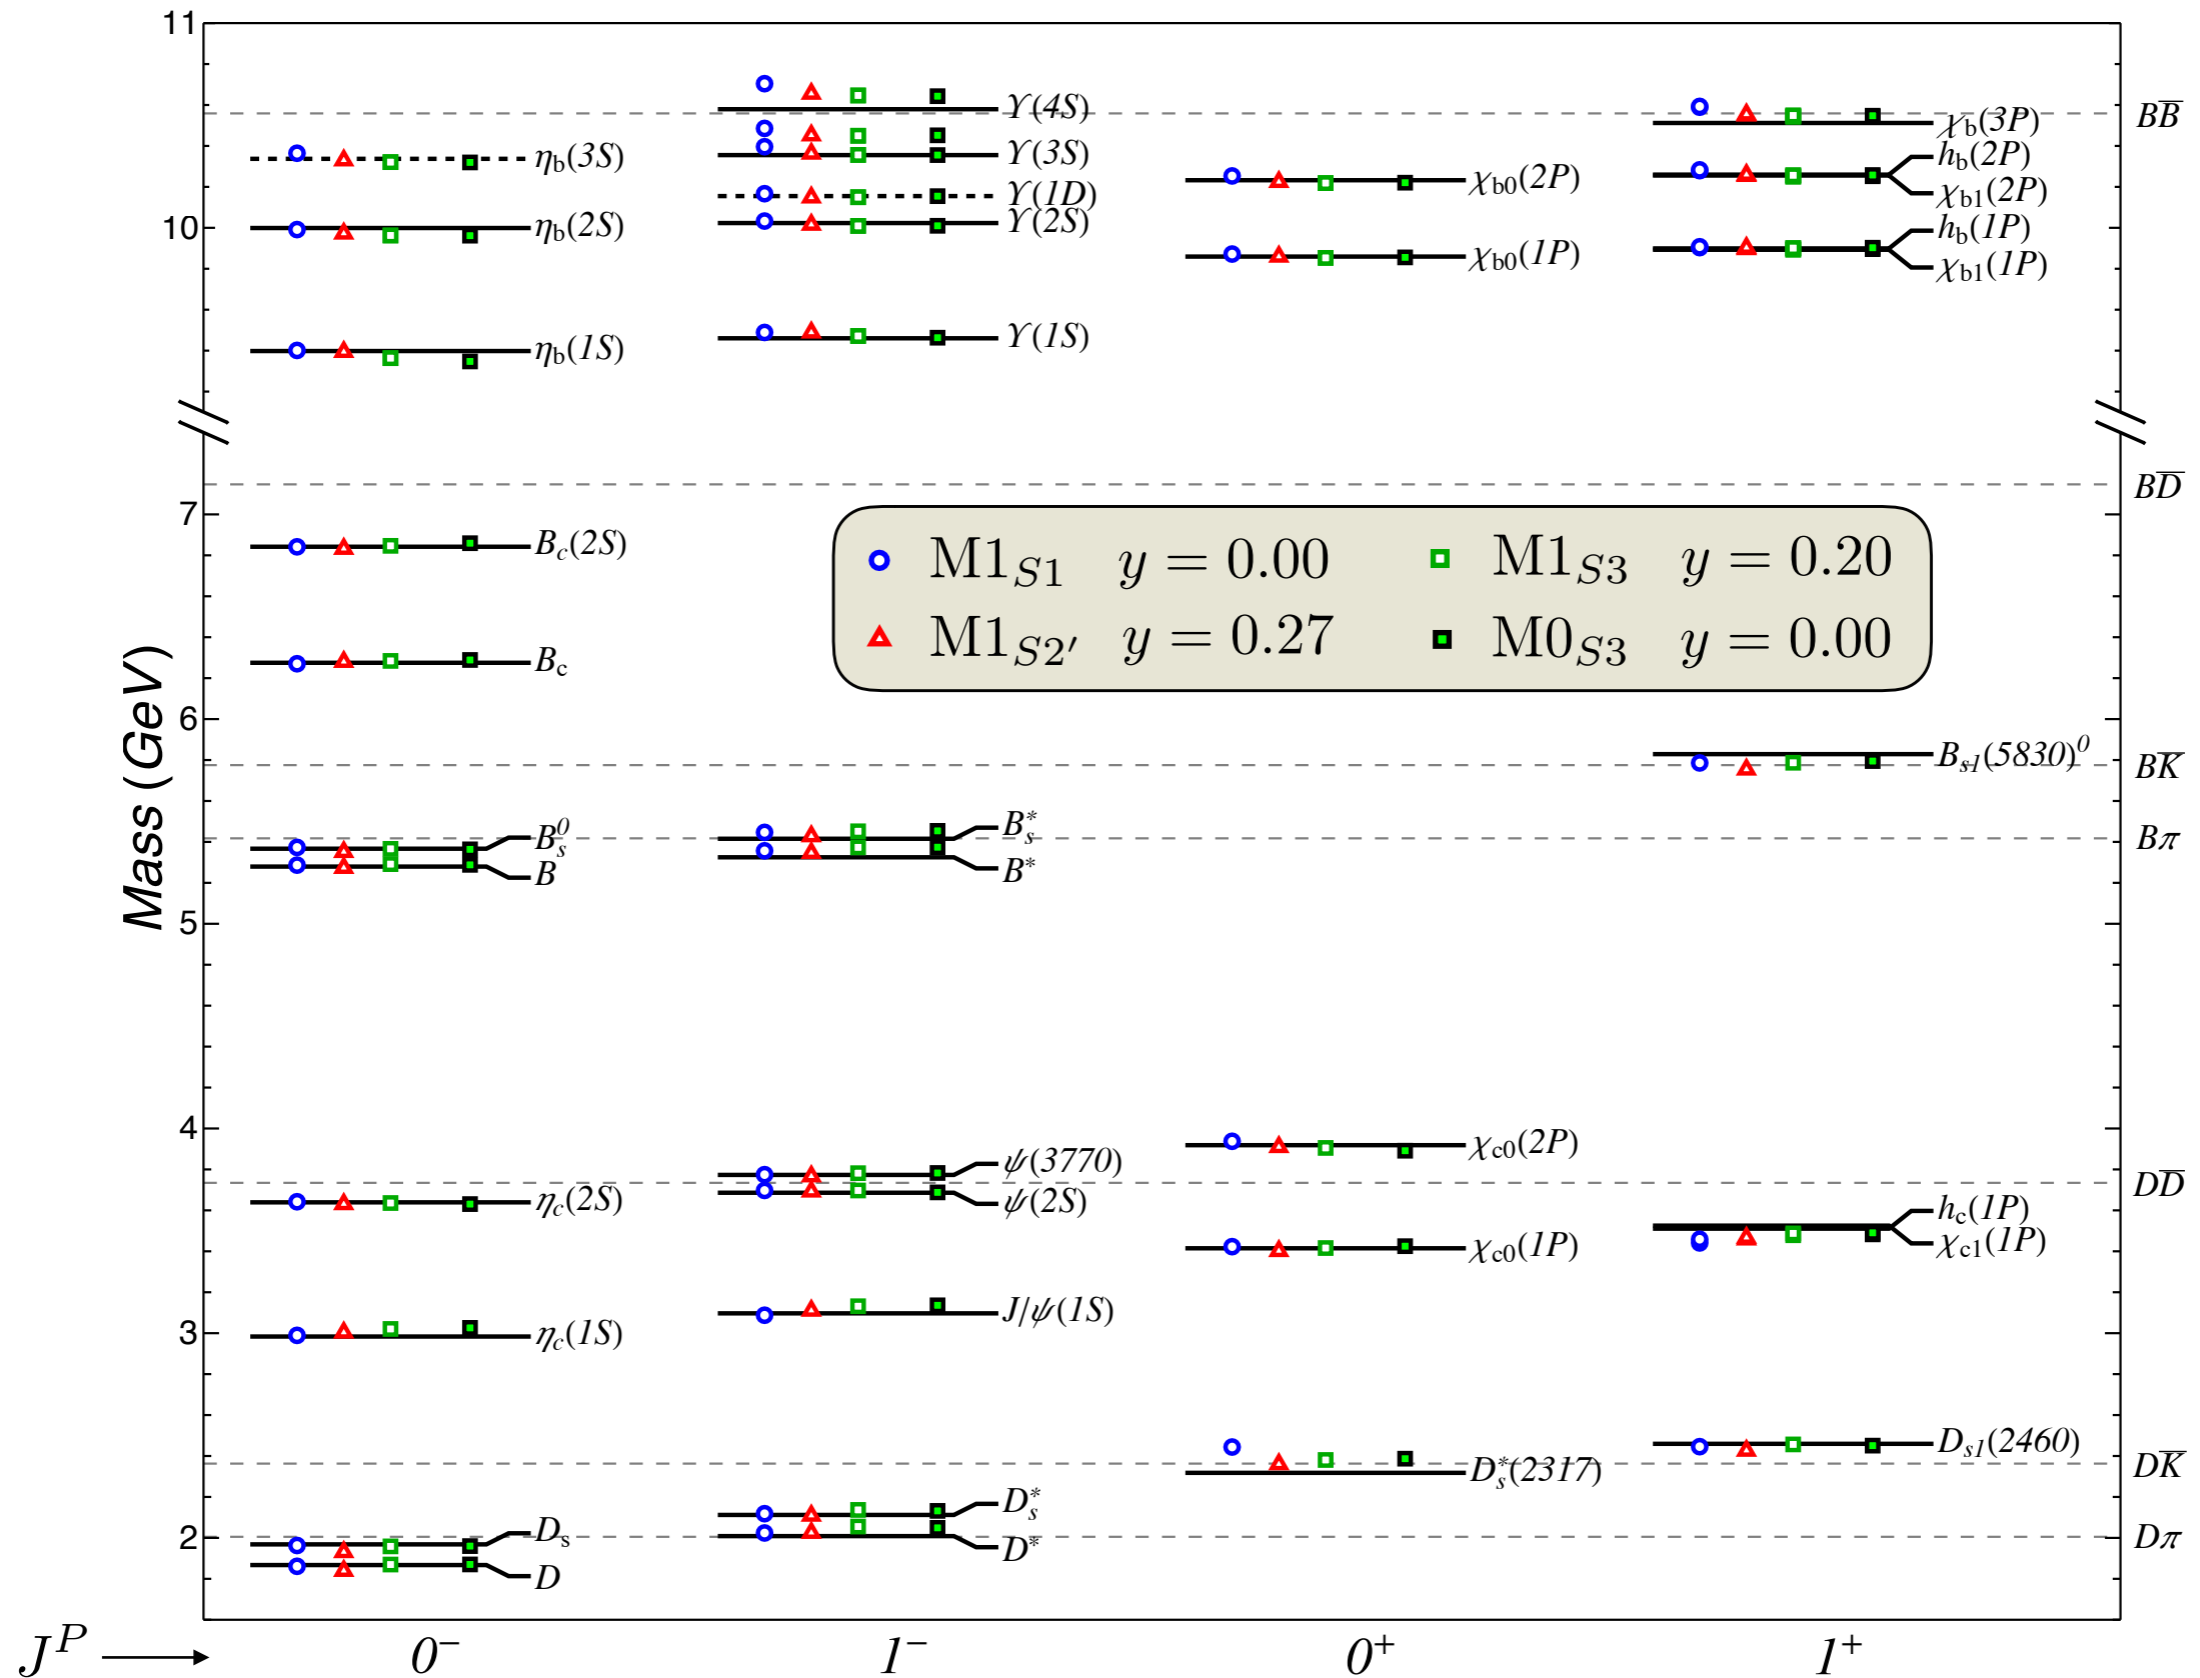 11
10
7
6
5
4
3
2
Mass (GeV)
η_b(3S)
η_b(2S)
η_b(1S)
B_c(2S)
B_c
B_s^0
B
η_c(2S)
η_c(1S)
D_s
D
ϒ(4S)
ϒ(3S)
ϒ(1D)
ϒ(2S)
ϒ(1S)
B_s^*
B^*
ψ(3770)
ψ(2S)
J/ψ(1S)
D_s^*
D^*
χ_b0(2P)
χ_b0(1P)
χ_c0(2P)
χ_c0(1P)
D_s^*(2317)
χ_b(3P)
h_b(2P)
χ_b1(2P)
h_b(1P)
χ_b1(1P)
B_s1(5830)^0
h_c(1P)
χ_c1(1P)
D_s1(2460)
M1_S1 y = 0.00
M1_S2′ y = 0.27
M1_S3 y = 0.20
M0_S3 y = 0.00
BB̅
BD̅
BK̅
Bπ
DD̅
DK̅
Dπ
J^P
0^−
1^−
0^+
1^+